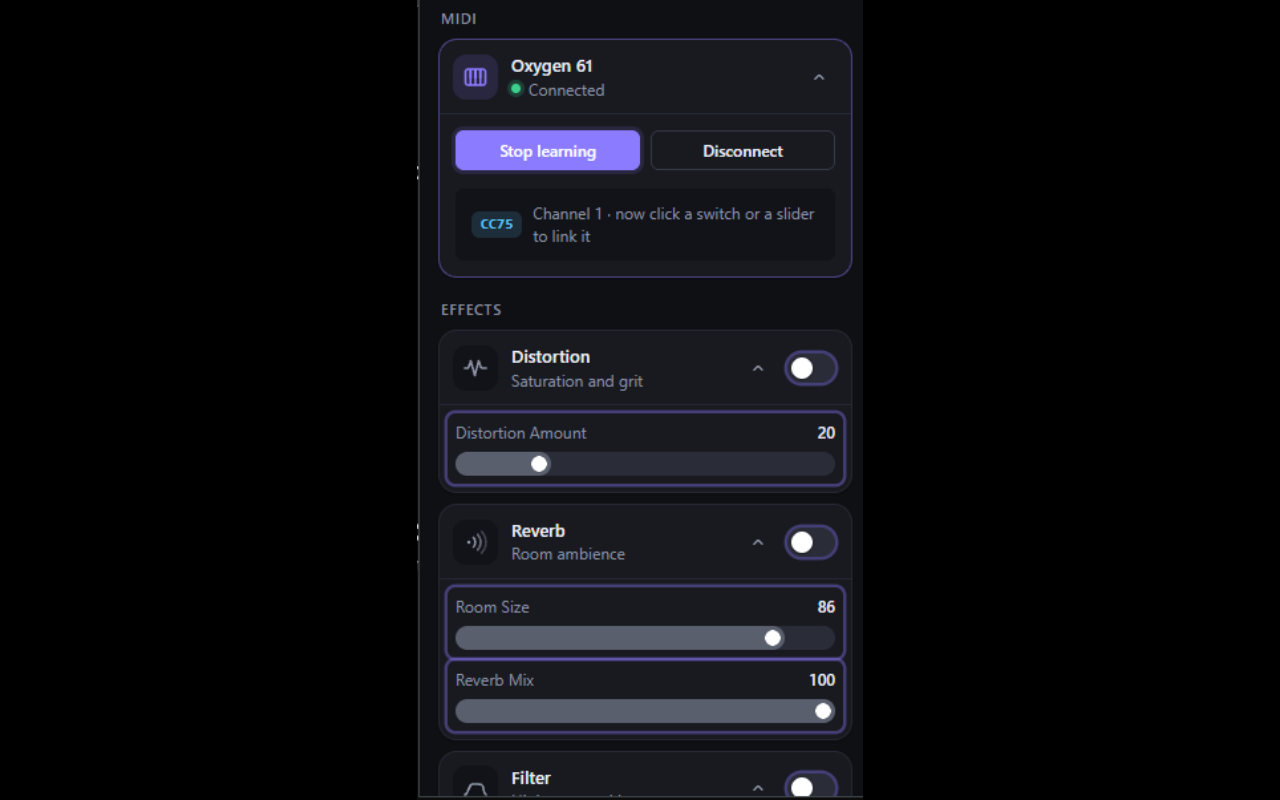 MIDI
Oxygen 61
Connected
Stop learning
Disconnect
CC75
Channel 1 · now click a switch or a slider
to link it
EFFECTS
Distortion
Saturation and grit
Distortion Amount
20
Reverb
Room ambience
Room Size
86
Reverb Mix
100
Filter